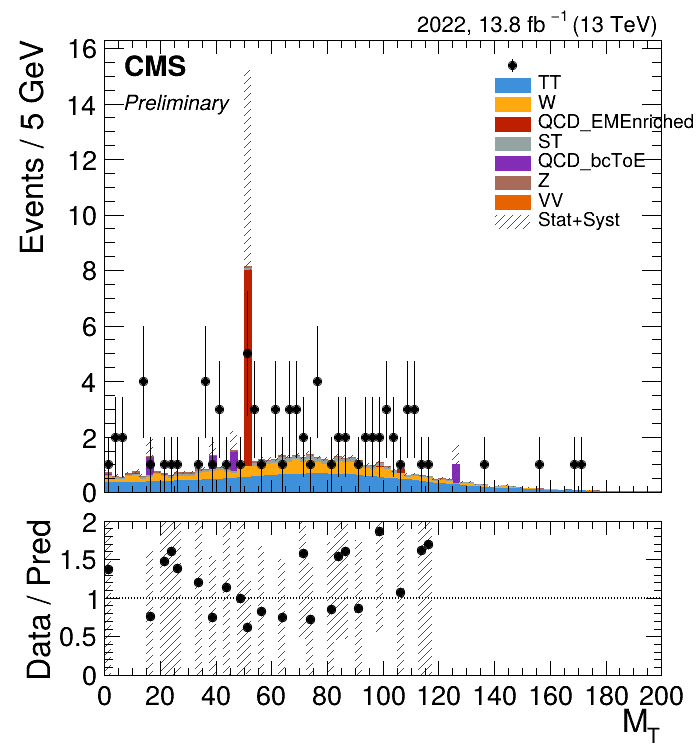 2022, 13.8 fb⁻¹ (13 TeV)
CMS
Preliminary
Events / 5 GeV
16
14
12
10
8
6
4
2
0
TT
W
QCD_EMEnriched
ST
QCD_bcToE
Z
VV
Stat+Syst
Data / Pred
2
1.5
1
0.5
0
0 20 40 60 80 100 120 140 160 180 200
M_T